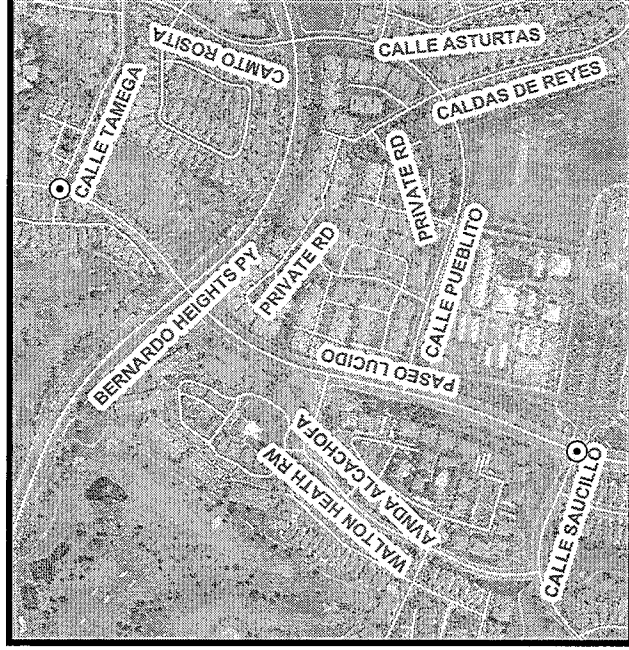 CAMTO ROSITA
CALLE ASTURTAS
CALLE TAMEGA
CALDAS DE REYES
PRIVATE RD
BERNARDO HEIGHTS PY
PRIVATE RD
CALLE PUEBLITO
PASEO LUCIDO
AVNDA ALCACHOFA
WALTON HEATH RW
CALLE SAUCILLO